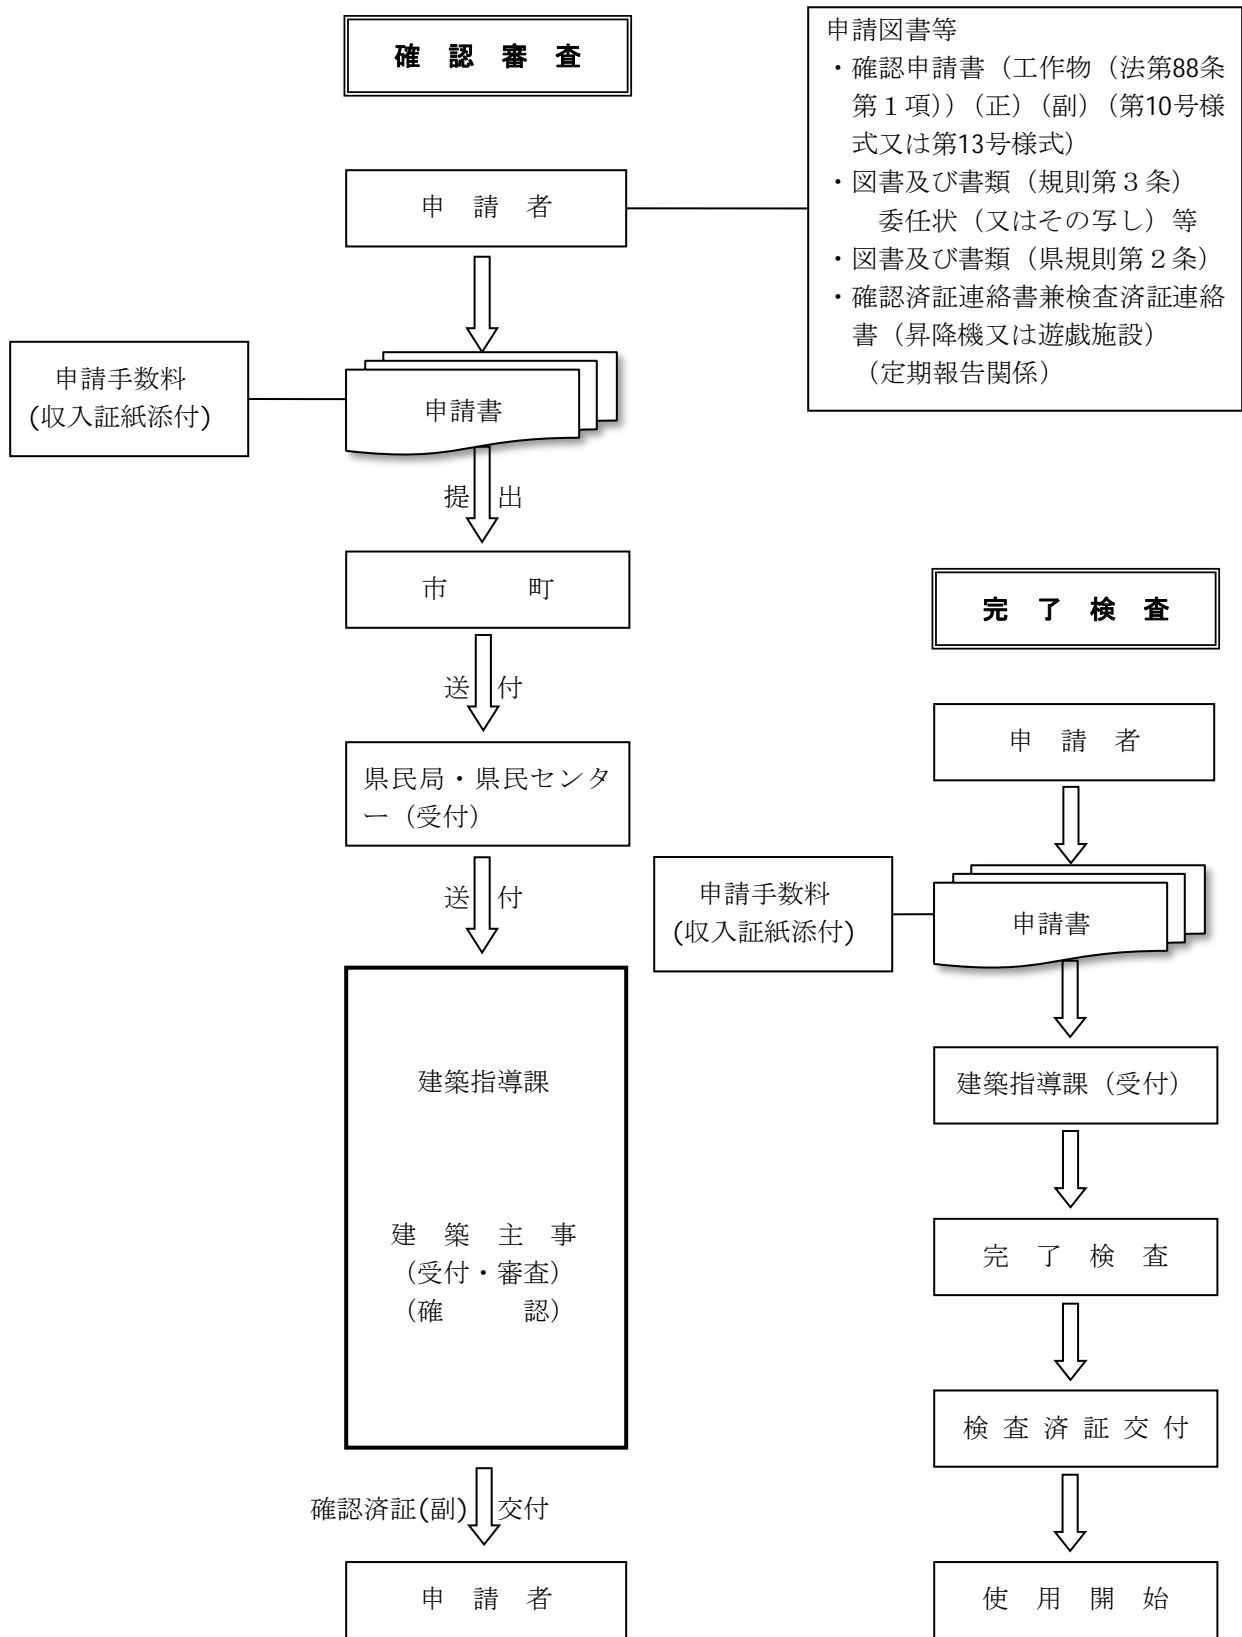 確　認　審　査
申請図書等
・確認申請書（工作物（法第88条
第１項））（正）（副）（第10号様
式又は第13号様式）
・図書及び書類（規則第３条）
委任状（又はその写し）等
・図書及び書類（県規則第２条）
・確認済証連絡書兼検査済証連絡
書（昇降機又は遊戯施設）
（定期報告関係）
申　請　者
申請手数料
(収入証紙添付)
申請書
提　出
市　　　町
送　付
県民局・県民センタ
ー（受付）
送　付
建築指導課
建　築　主　事
（受付・審査）
（確　　　認）
確認済証(副)　交付
申　請　者
完　了　検　査
申　請　者
申請手数料
(収入証紙添付)
申請書
建築指導課（受付）
完　了　検　査
検 査 済 証 交 付
使　用　開　始